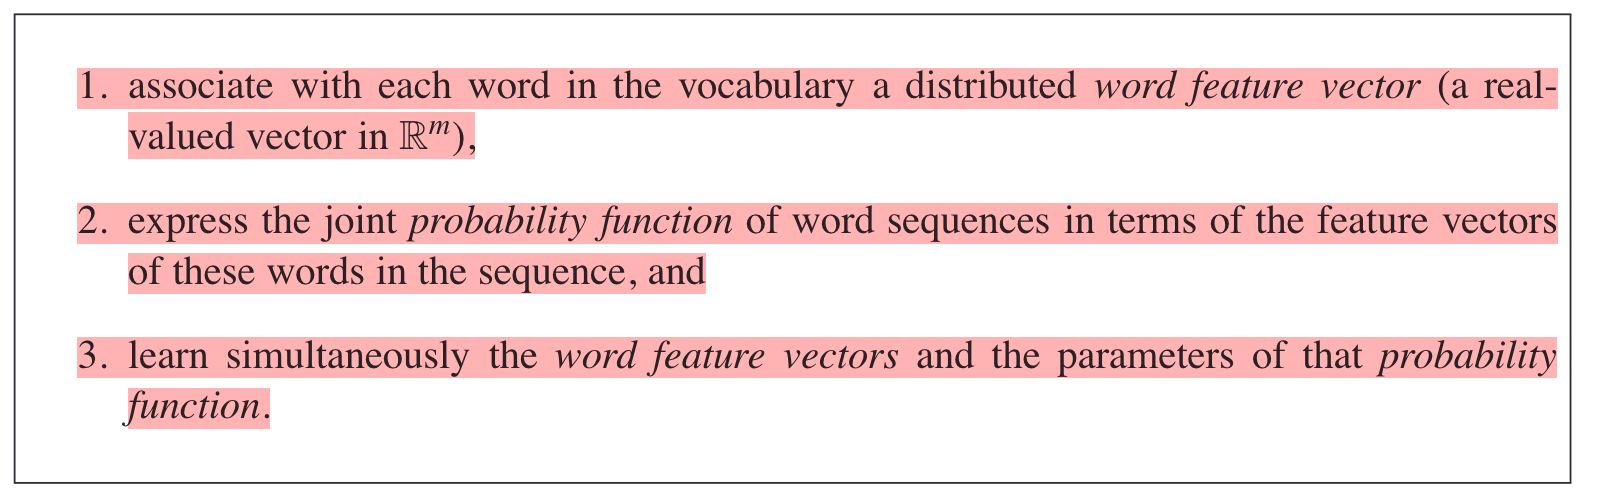 1. associate with each word in the vocabulary a distributed word feature vector (a real-
valued vector in ℝᵐ),
2. express the joint probability function of word sequences in terms of the feature vectors
of these words in the sequence, and
3. learn simultaneously the word feature vectors and the parameters of that probability
function.